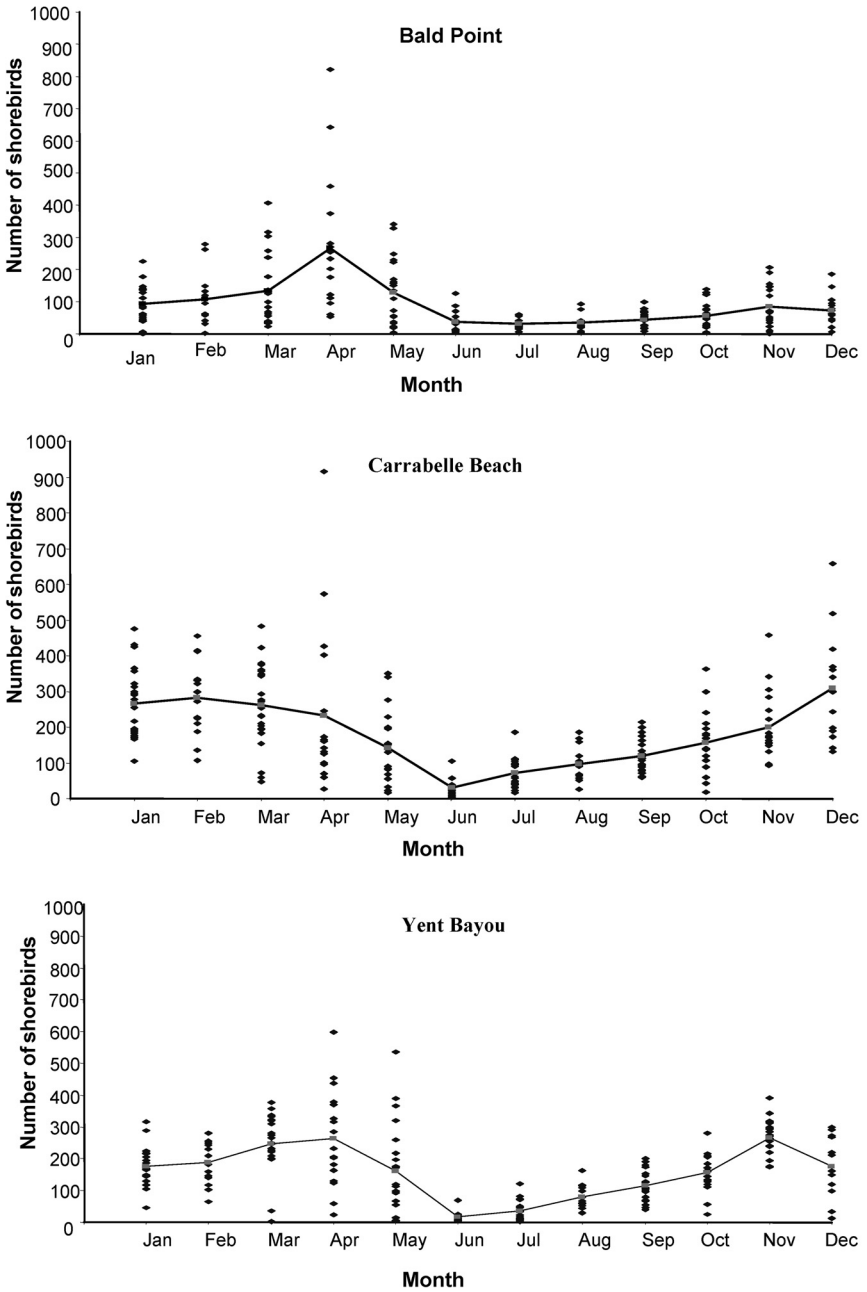 Bald Point
Number of shorebirds
1000
900
800
700
600
500
400
300
200
100
0
Jan Feb Mar Apr May Jun Jul Aug Sep Oct Nov Dec
Month
Carrabelle Beach
Number of shorebirds
1000
900
800
700
600
500
400
300
200
100
0
Jan Feb Mar Apr May Jun Jul Aug Sep Oct Nov Dec
Month
Yent Bayou
Number of shorebirds
1000
900
800
700
600
500
400
300
200
100
0
Jan Feb Mar Apr May Jun Jul Aug Sep Oct Nov Dec
Month